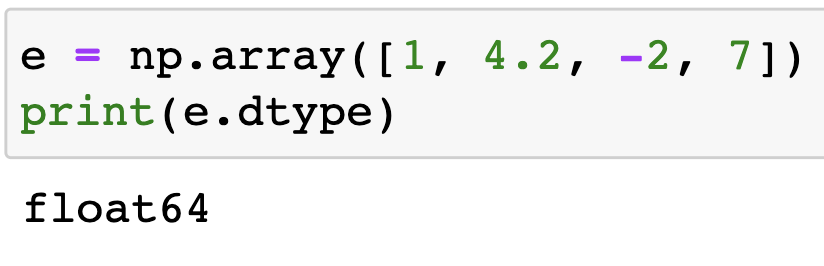 e = np.array([1, 4.2, -2, 7])
print(e.dtype)
float64